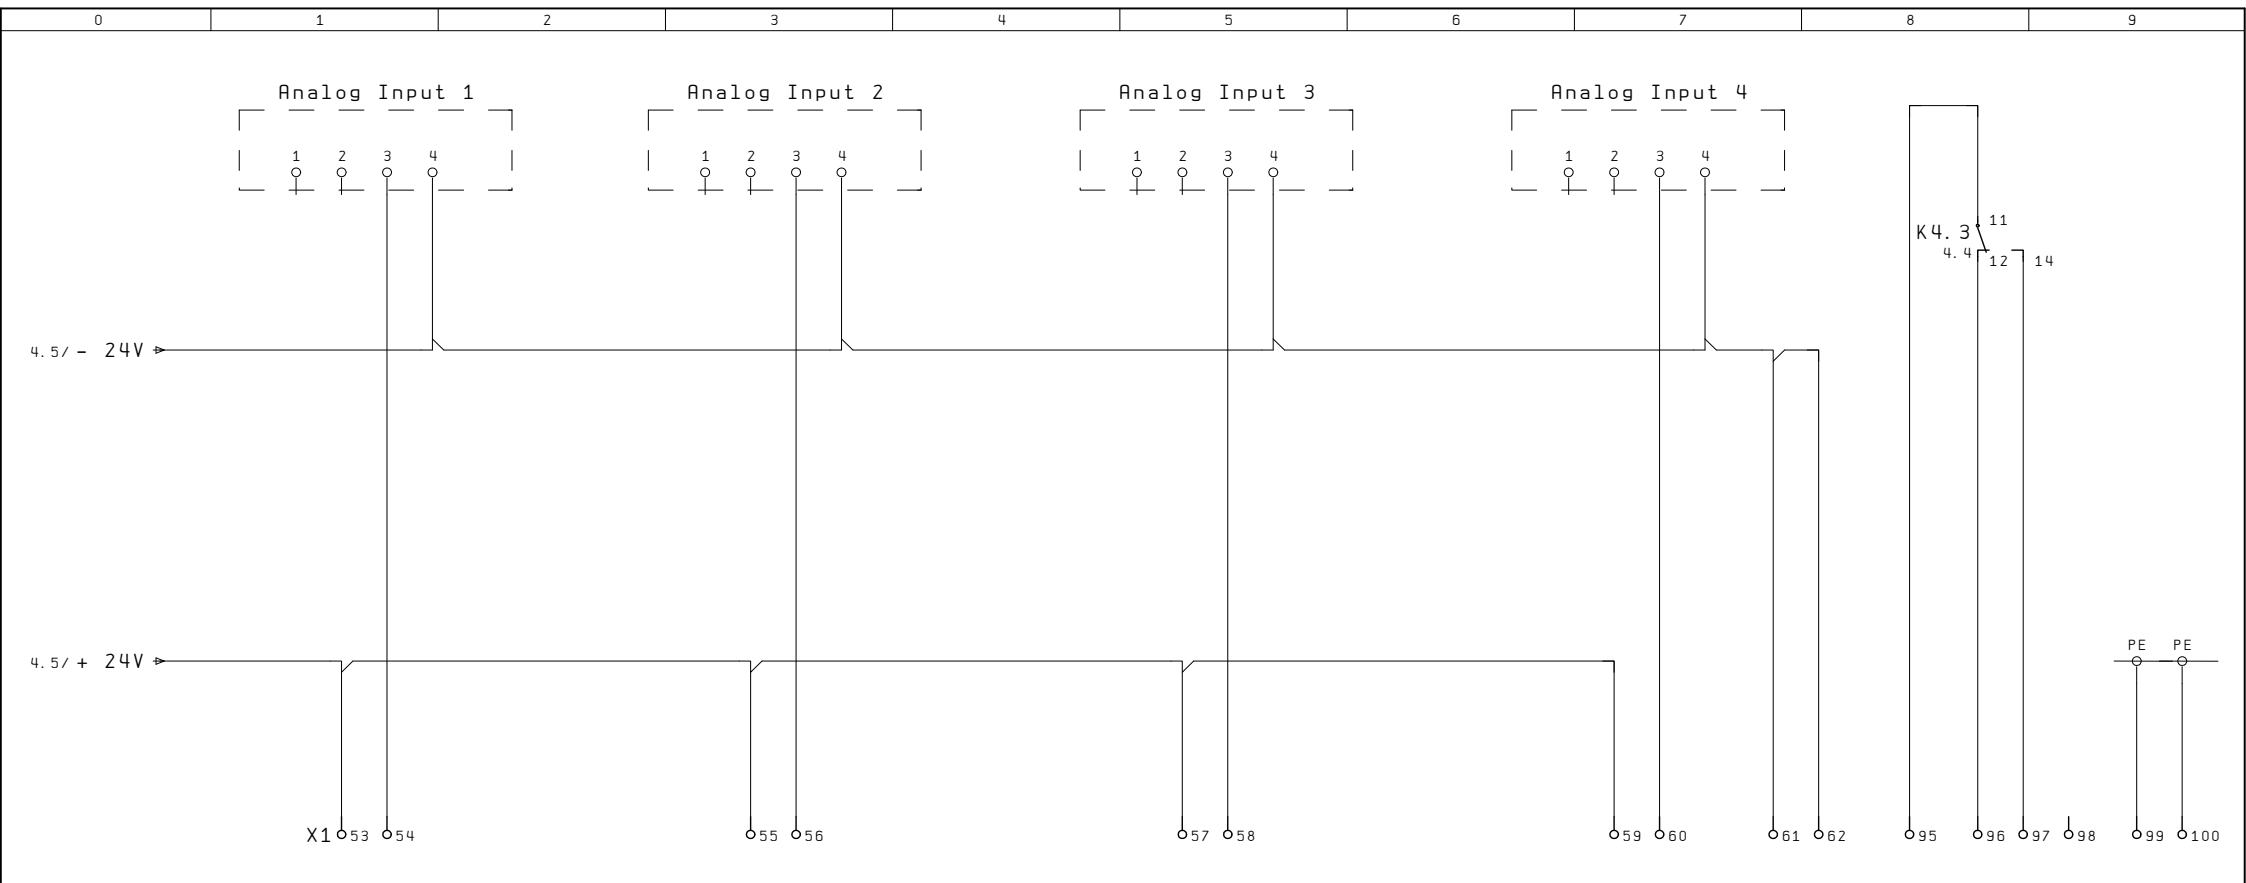 0 1 2 3 4 5 6 7 8 9
Analog Input 1 Analog Input 2 Analog Input 3 Analog Input 4
1 2 3 4 1 2 3 4 1 2 3 4 1 2 3 4
11
K4.3
4.4 12 14
4.5/ - 24V
PE PE
4.5/ + 24V
X1 53 54 55 56 57 58 59 60 61 62 95 96 97 98 99 100